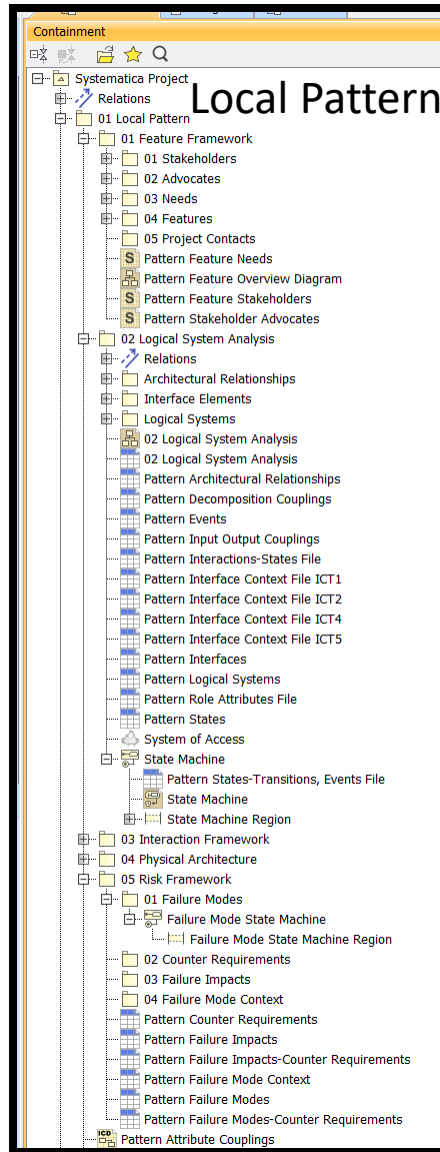 Containment
Systematica Project
Local Pattern
Relations
01 Local Pattern
01 Feature Framework
01 Stakeholders
02 Advocates
03 Needs
04 Features
05 Project Contacts
S Pattern Feature Needs
Pattern Feature Overview Diagram
S Pattern Feature Stakeholders
S Pattern Stakeholder Advocates
02 Logical System Analysis
Relations
Architectural Relationships
Interface Elements
Logical Systems
02 Logical System Analysis
02 Logical System Analysis
Pattern Architectural Relationships
Pattern Decomposition Couplings
Pattern Events
Pattern Input Output Couplings
Pattern Interactions-States File
Pattern Interface Context File ICT1
Pattern Interface Context File ICT2
Pattern Interface Context File ICT4
Pattern Interface Context File ICT5
Pattern Interfaces
Pattern Logical Systems
Pattern Role Attributes File
Pattern States
System of Access
State Machine
Pattern States-Transitions, Events File
State Machine
State Machine Region
03 Interaction Framework
04 Physical Architecture
05 Risk Framework
01 Failure Modes
Failure Mode State Machine
Failure Mode State Machine Region
02 Counter Requirements
03 Failure Impacts
04 Failure Mode Context
Pattern Counter Requirements
Pattern Failure Impacts
Pattern Failure Impacts-Counter Requirements
Pattern Failure Mode Context
Pattern Failure Modes
Pattern Failure Modes-Counter Requirements
ICD Pattern Attribute Couplings